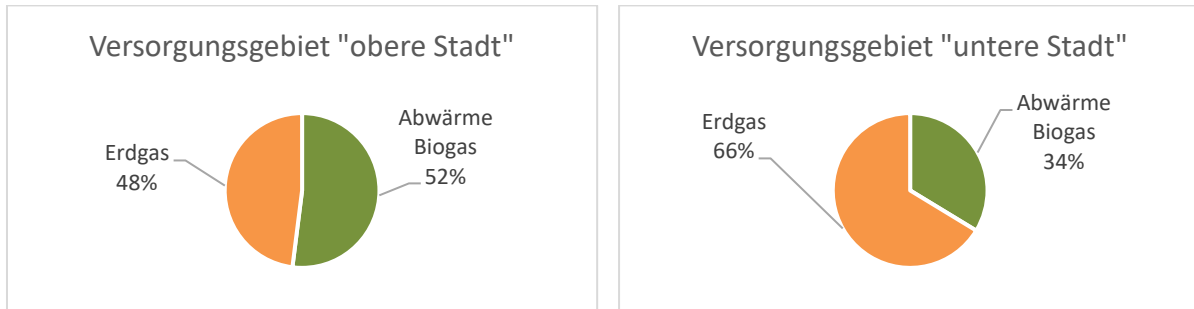 Versorgungsgebiet "obere Stadt"
Erdgas
48%
Abwärme
Biogas
52%
Versorgungsgebiet "untere Stadt"
Erdgas
66%
Abwärme
Biogas
34%